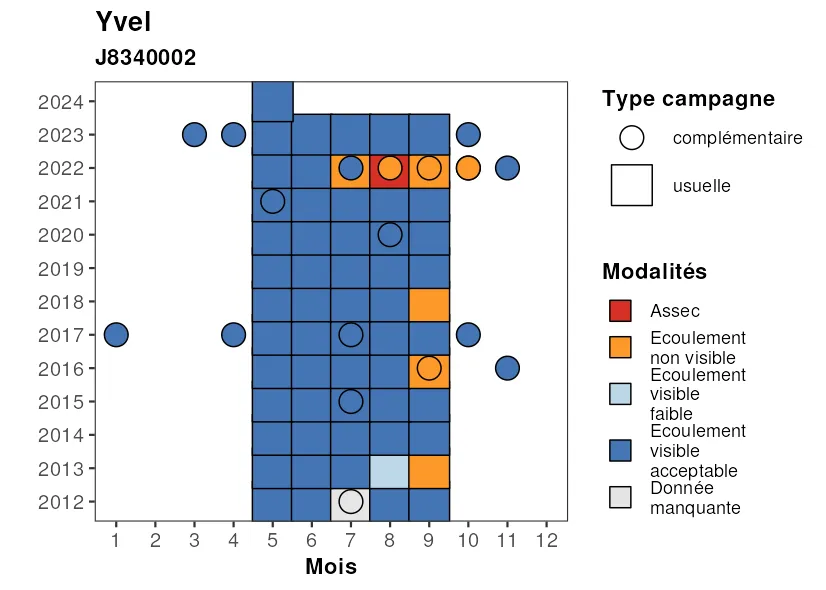 Yvel
J8340002
2024
2023
2022
2021
2020
2019
2018
2017
2016
2015
2014
2013
2012
1 2 3 4 5 6 7 8 9 10 11 12
Mois
Type campagne
complémentaire
usuelle
Modalités
Assec
Ecoulement
non visible
Ecoulement
visible
faible
Ecoulement
visible
acceptable
Donnée
manquante